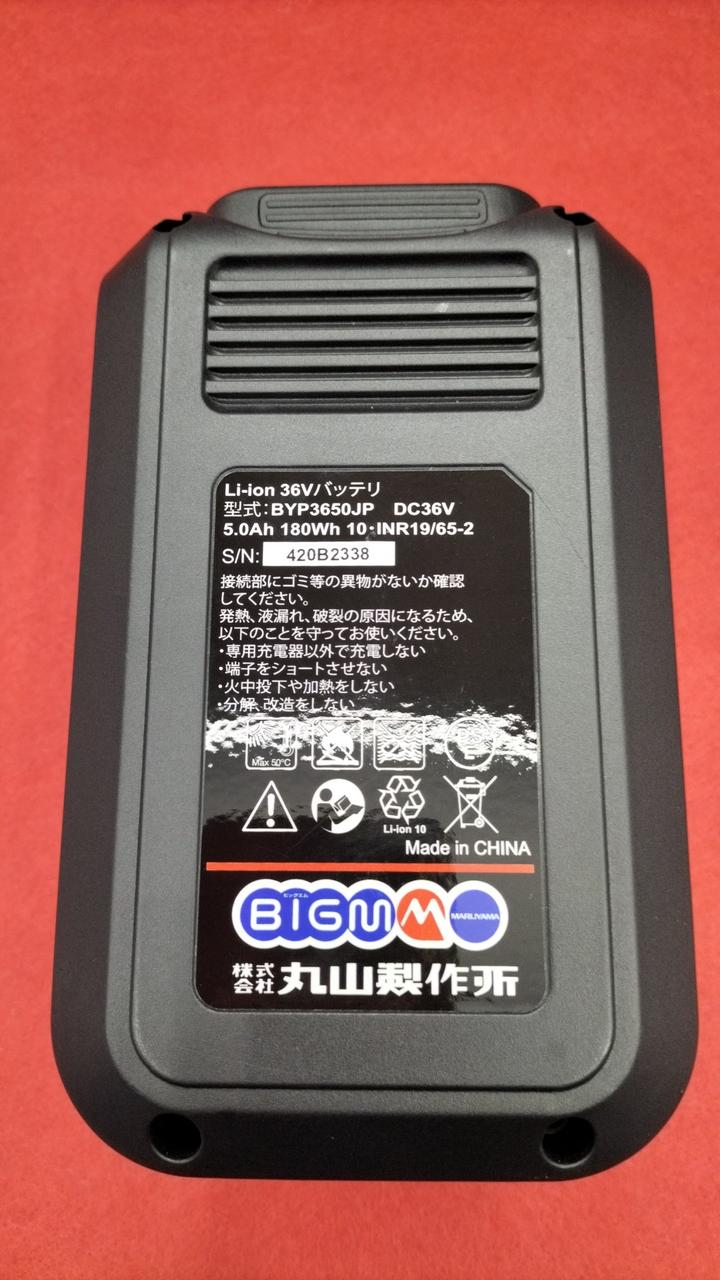 Li-ion 36Vバッテリ
型式：BYP3650JP DC36V
5.0Ah 180Wh 10・INR19/65-2
S/N: 420B2338
接続部にゴミ等の異物がないか確認
してください。
発熱、液漏れ、破裂の原因になるため、
以下のことを守ってお使いください。
・専用充電器以外で充電しない
・端子をショートさせない
・火中投下や加熱をしない
・分解、改造をしない
Max 50°C
Li-ion 10
Made in CHINA
ビッグエム
BIGM M MARUYAMA
株式会社 丸山製作所